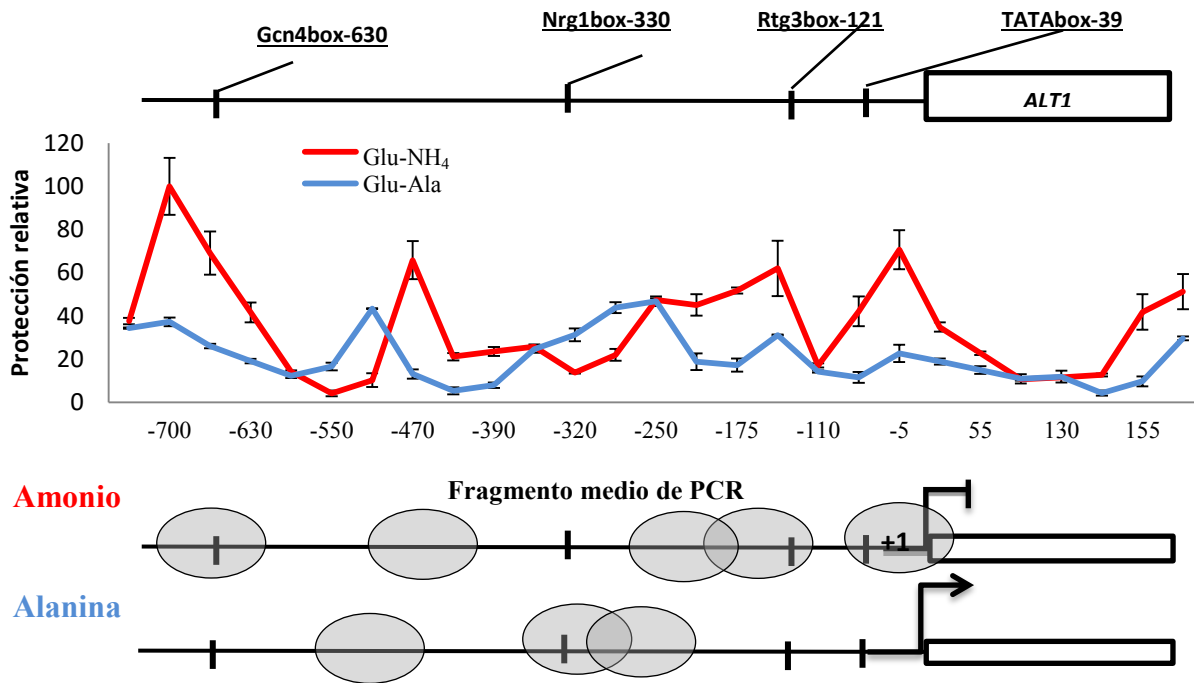 Gcn4box-630
Nrg1box-330
Rtg3box-121
TATAbox-39
ALT1
Protección relativa
120
100
80
60
40
20
0
Glu-NH₄
Glu-Ala
-700 -630 -550 -470 -390 -320 -250 -175 -110 -5 55 130 155
Fragmento medio de PCR
Amonio
+1
Alanina